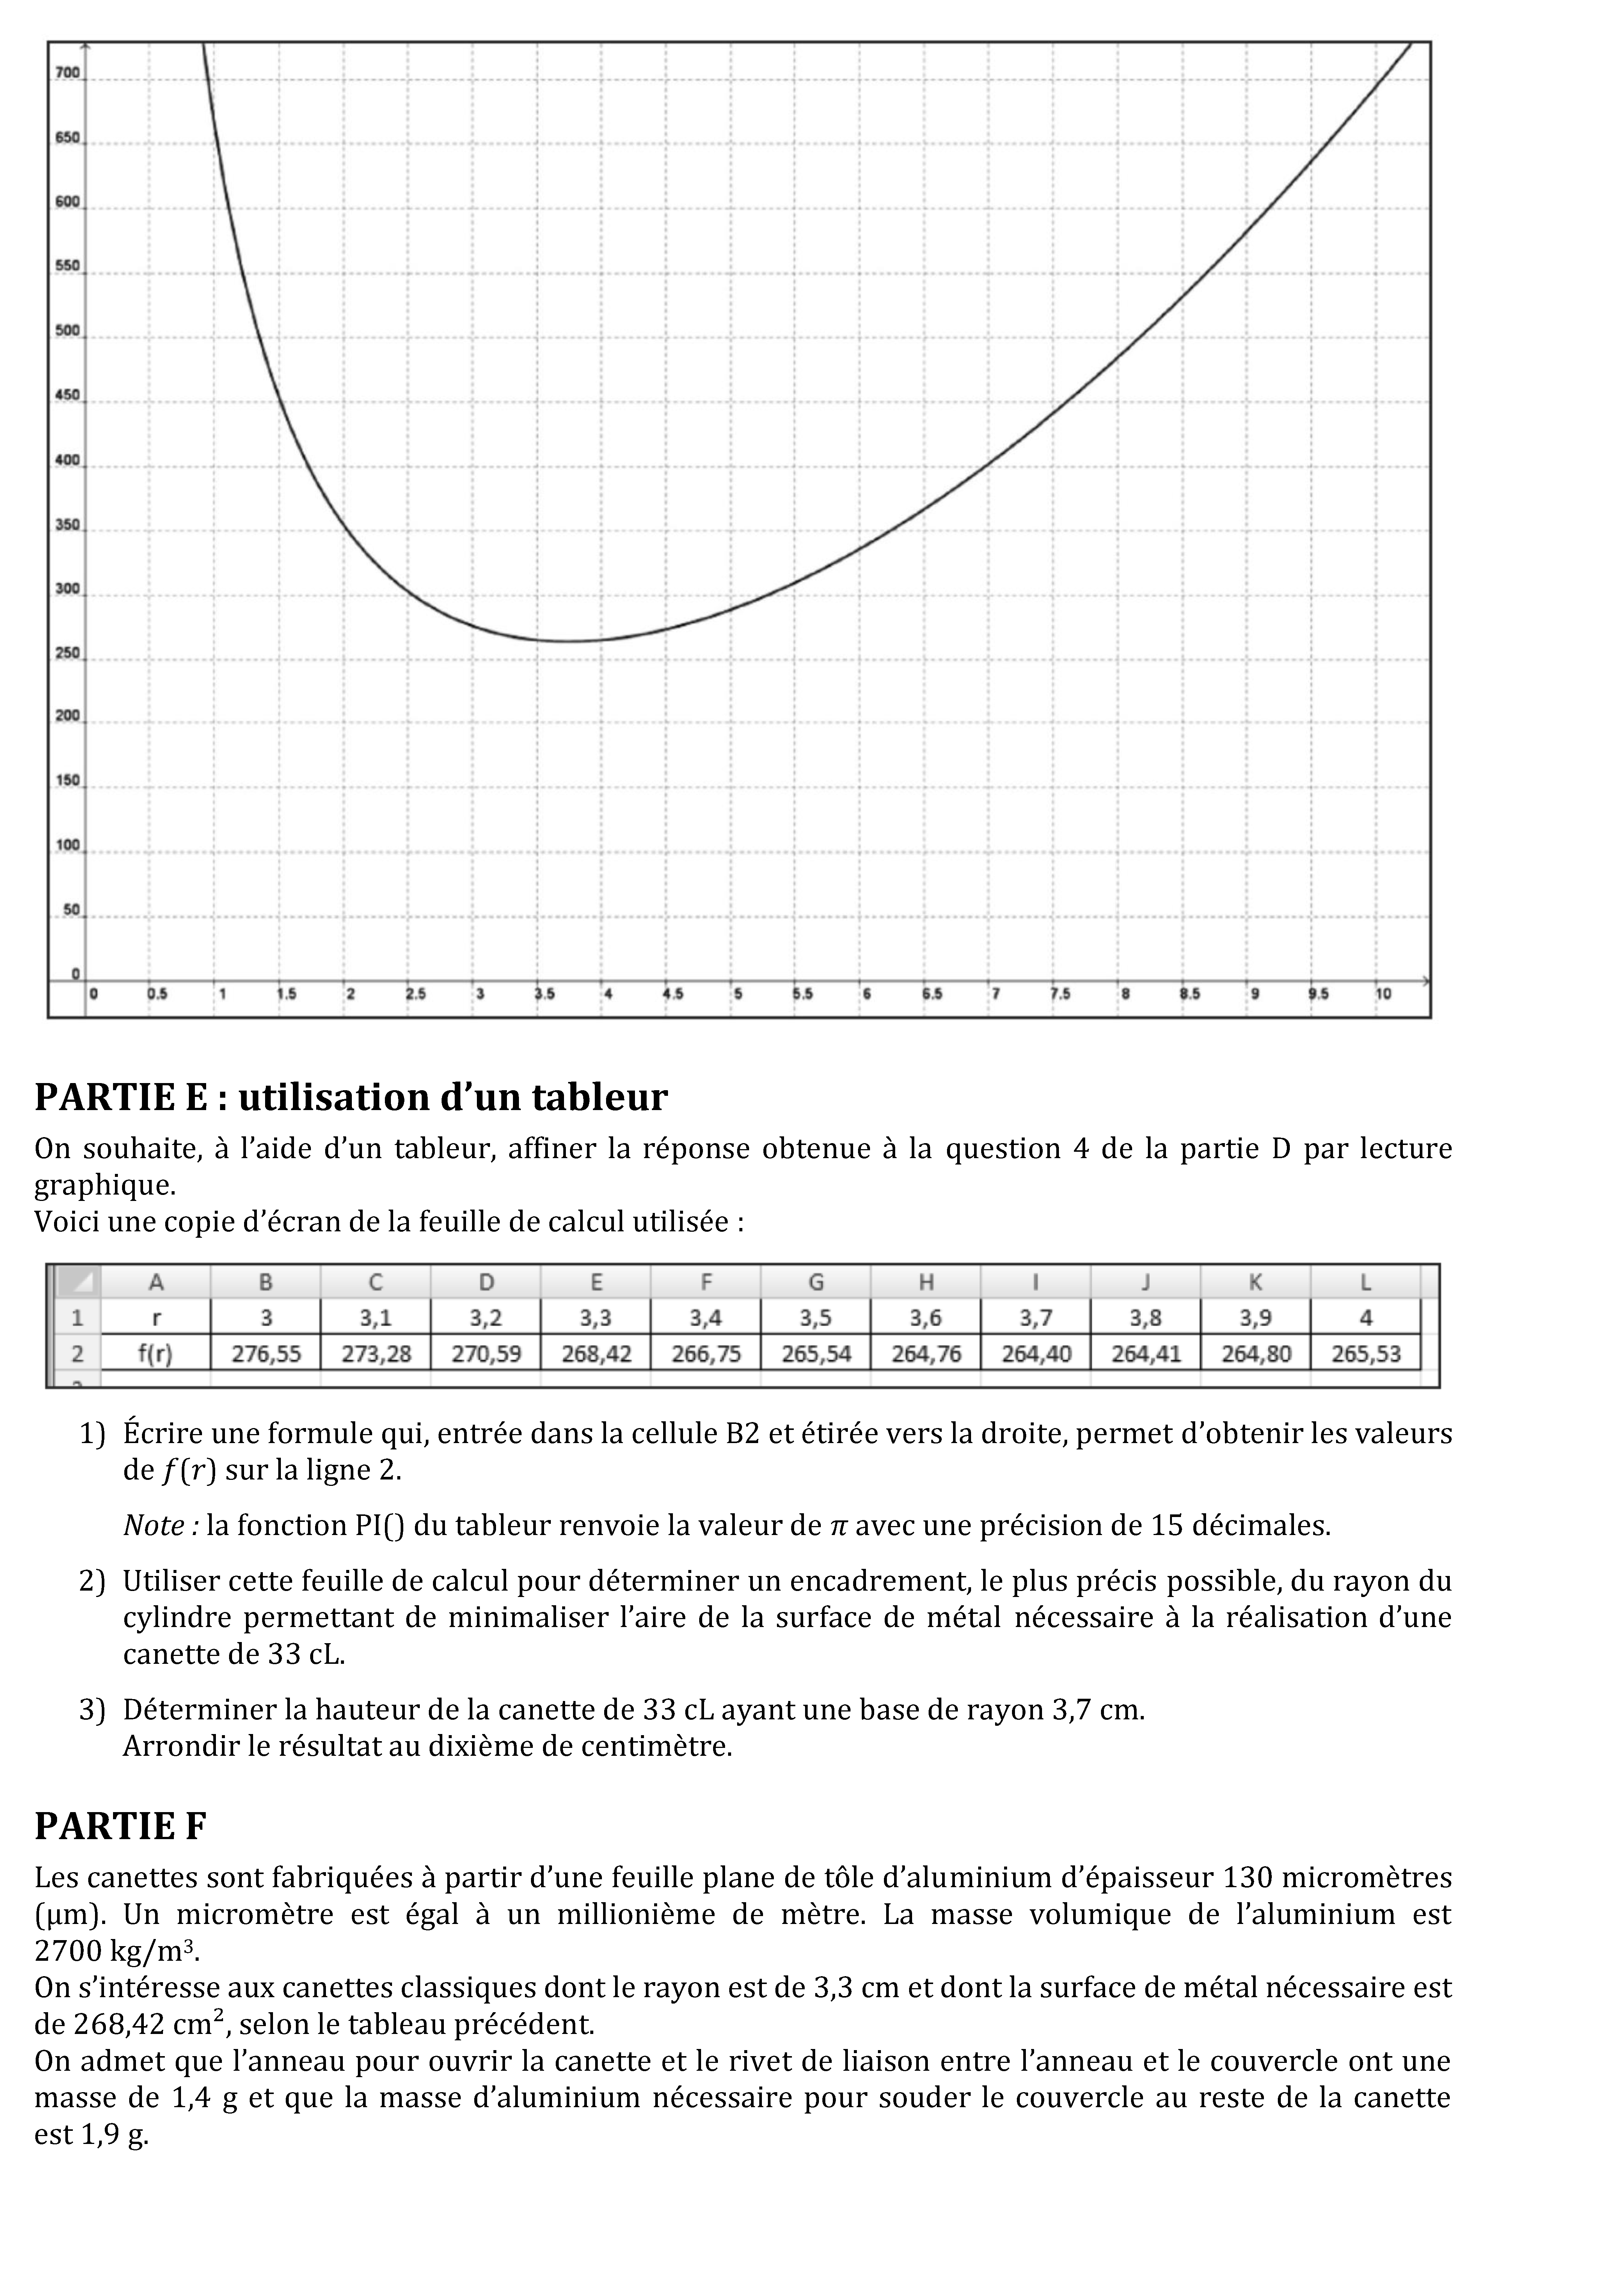 700
650
600
550
500
450
400
350
300
250
200
150
100
50
0
0 0.5 1 1.5 2 2.5 3 3.5 4 4.5 5 5.5 6 6.5 7 7.5 8 8.5 9 9.5 10
PARTIE E : utilisation d’un tableur
On souhaite, à l’aide d’un tableur, affiner la réponse obtenue à la question 4 de la partie D par lecture
graphique.
Voici une copie d’écran de la feuille de calcul utilisée :
A B C D E F G H I J K L
1 r 3 3,1 3,2 3,3 3,4 3,5 3,6 3,7 3,8 3,9 4
2 f(r) 276,55 273,28 270,59 268,42 266,75 265,54 264,76 264,40 264,41 264,80 265,53
1) Écrire une formule qui, entrée dans la cellule B2 et étirée vers la droite, permet d’obtenir les valeurs
de f(r) sur la ligne 2.
Note : la fonction PI() du tableur renvoie la valeur de π avec une précision de 15 décimales.
2) Utiliser cette feuille de calcul pour déterminer un encadrement, le plus précis possible, du rayon du
cylindre permettant de minimaliser l’aire de la surface de métal nécessaire à la réalisation d’une
canette de 33 cL.
3) Déterminer la hauteur de la canette de 33 cL ayant une base de rayon 3,7 cm.
Arrondir le résultat au dixième de centimètre.
PARTIE F
Les canettes sont fabriquées à partir d’une feuille plane de tôle d’aluminium d’épaisseur 130 micromètres
(µm). Un micromètre est égal à un millionième de mètre. La masse volumique de l’aluminium est
2700 kg/m³.
On s’intéresse aux canettes classiques dont le rayon est de 3,3 cm et dont la surface de métal nécessaire est
de 268,42 cm², selon le tableau précédent.
On admet que l’anneau pour ouvrir la canette et le rivet de liaison entre l’anneau et le couvercle ont une
masse de 1,4 g et que la masse d’aluminium nécessaire pour souder le couvercle au reste de la canette
est 1,9 g.